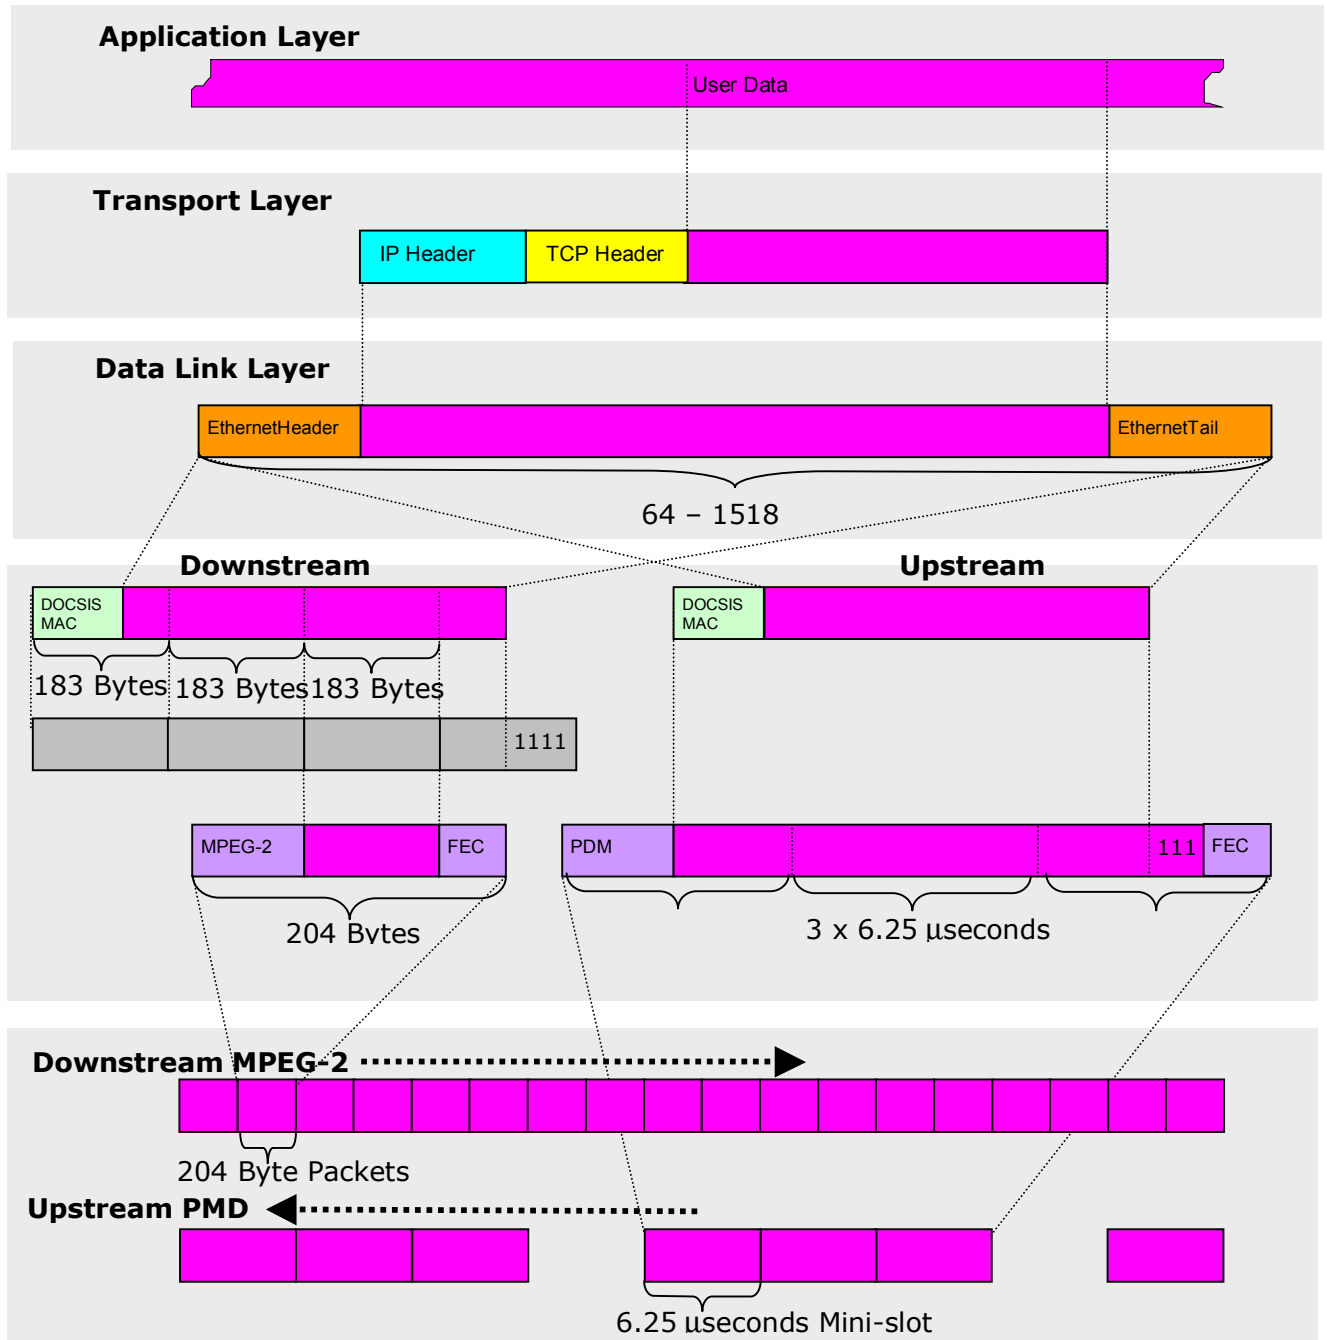 Application Layer
User Data
Transport Layer
IP Header
TCP Header
Data Link Layer
EthernetHeader
EthernetTail
64 – 1518
Downstream
Upstream
DOCSIS
MAC
DOCSIS
MAC
183 Bytes
183 Bytes
183 Bytes
1111
MPEG-2
FEC
PDM
111
FEC
204 Bytes
3 x 6.25 μseconds
Downstream MPEG-2
204 Byte Packets
Upstream PMD
6.25 μseconds Mini-slot